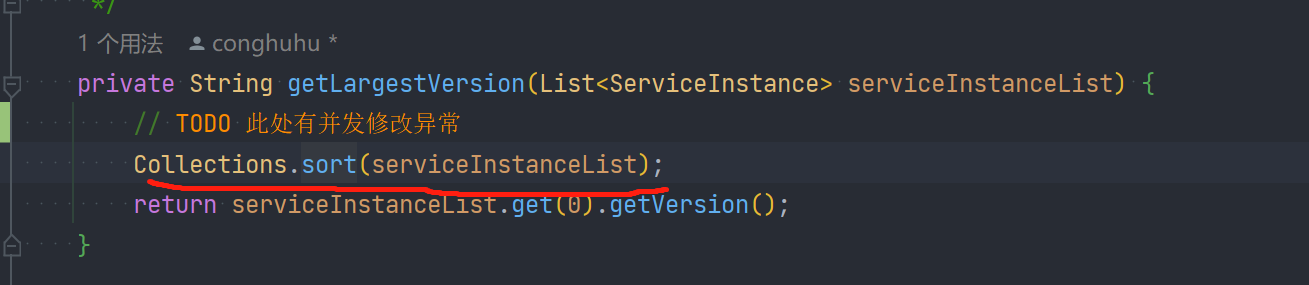 */
1 个用法 conghuhu *
private String getLargestVersion(List<ServiceInstance> serviceInstanceList) {
// TODO 此处有并发修改异常
Collections.sort(serviceInstanceList);
return serviceInstanceList.get(0).getVersion();
}